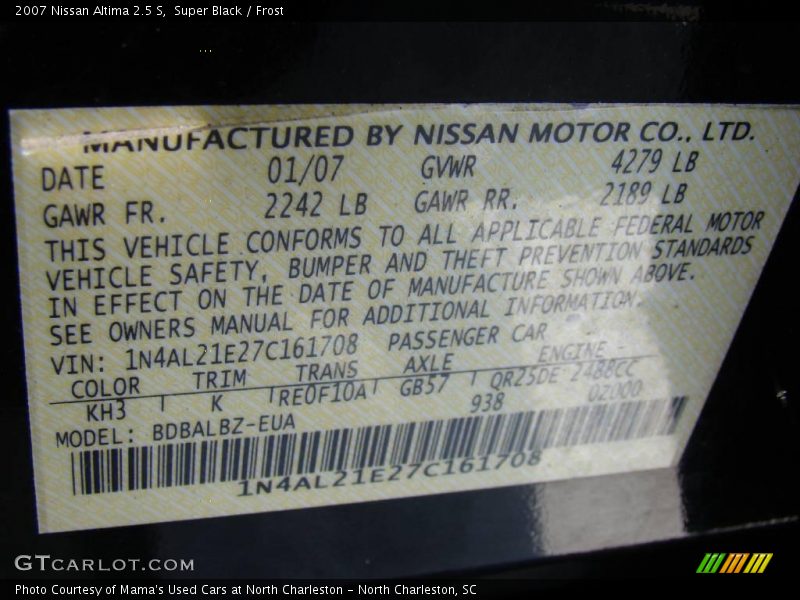 2007 Nissan Altima 2.5 S, Super Black / Frost
MANUFACTURED BY NISSAN MOTOR CO., LTD.
DATE 01/07 GVWR 4279 LB
GAWR FR. 2242 LB GAWR RR. 2189 LB
THIS VEHICLE CONFORMS TO ALL APPLICABLE FEDERAL MOTOR
VEHICLE SAFETY, BUMPER AND THEFT PREVENTION STANDARDS
IN EFFECT ON THE DATE OF MANUFACTURE SHOWN ABOVE.
SEE OWNERS MANUAL FOR ADDITIONAL INFORMATION.
VIN: 1N4AL21E27C161708 PASSENGER CAR
COLOR TRIM TRANS AXLE ENGINE
KH3 K RE0F10A GB57 QR25DE 2488CC
MODEL: BDBALBZ-EUA 938 0Z000
1N4AL21E27C161708
GTCARLOT.COM
Photo Courtesy of Mama's Used Cars at North Charleston - North Charleston, SC